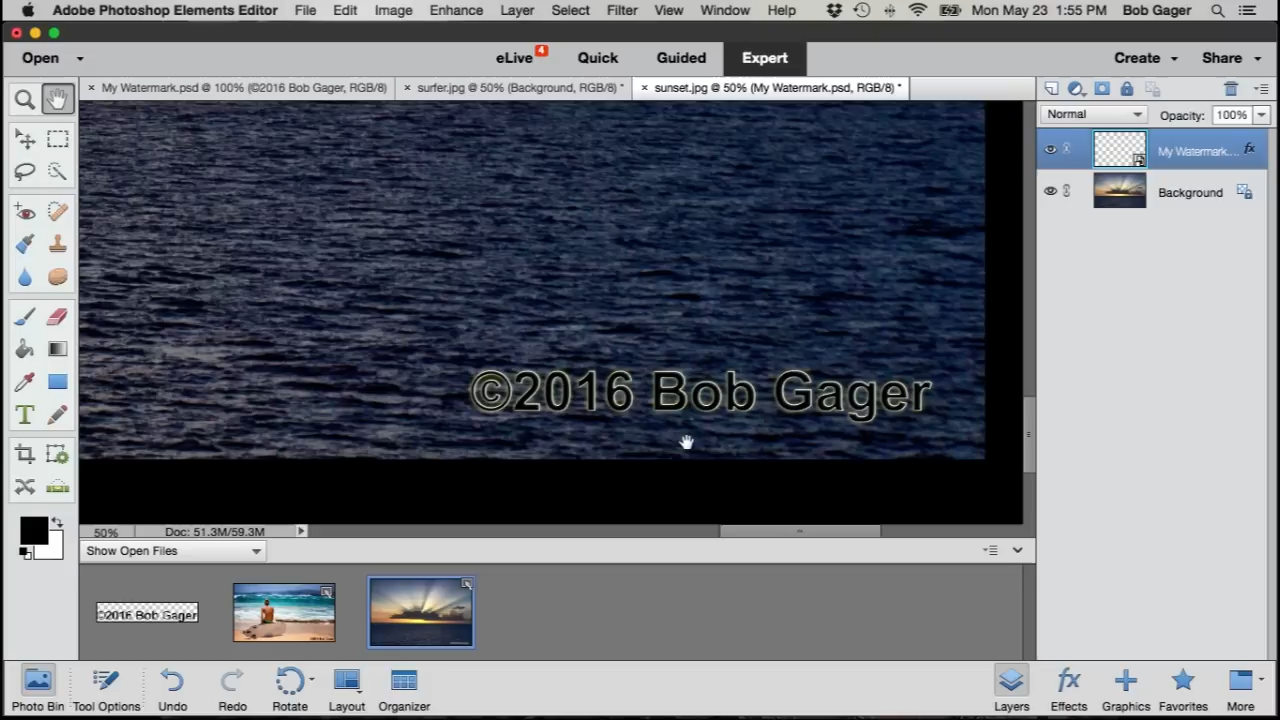 Adobe Photoshop Elements Editor File Edit Image Enhance Layer Select Filter View Window Help Mon May 23 1:55 PM Bob Gager
Open eLive 4 Quick Guided Expert Create Share
× My Watermark.psd @ 100% (©2016 Bob Gager, RGB/8) × surfer.jpg @ 50% (Background, RGB/8) * × sunset.jpg @ 50% (My Watermark.psd, RGB/8) *
Normal Opacity: 100%
My Watermark.... fx
Background
©2016 Bob Gager
T
50% Doc: 51.3M/59.3M
Show Open Files
©2016 Bob Gager
Photo Bin Tool Options Undo Redo Rotate Layout Organizer Layers fx Effects Graphics Favorites More